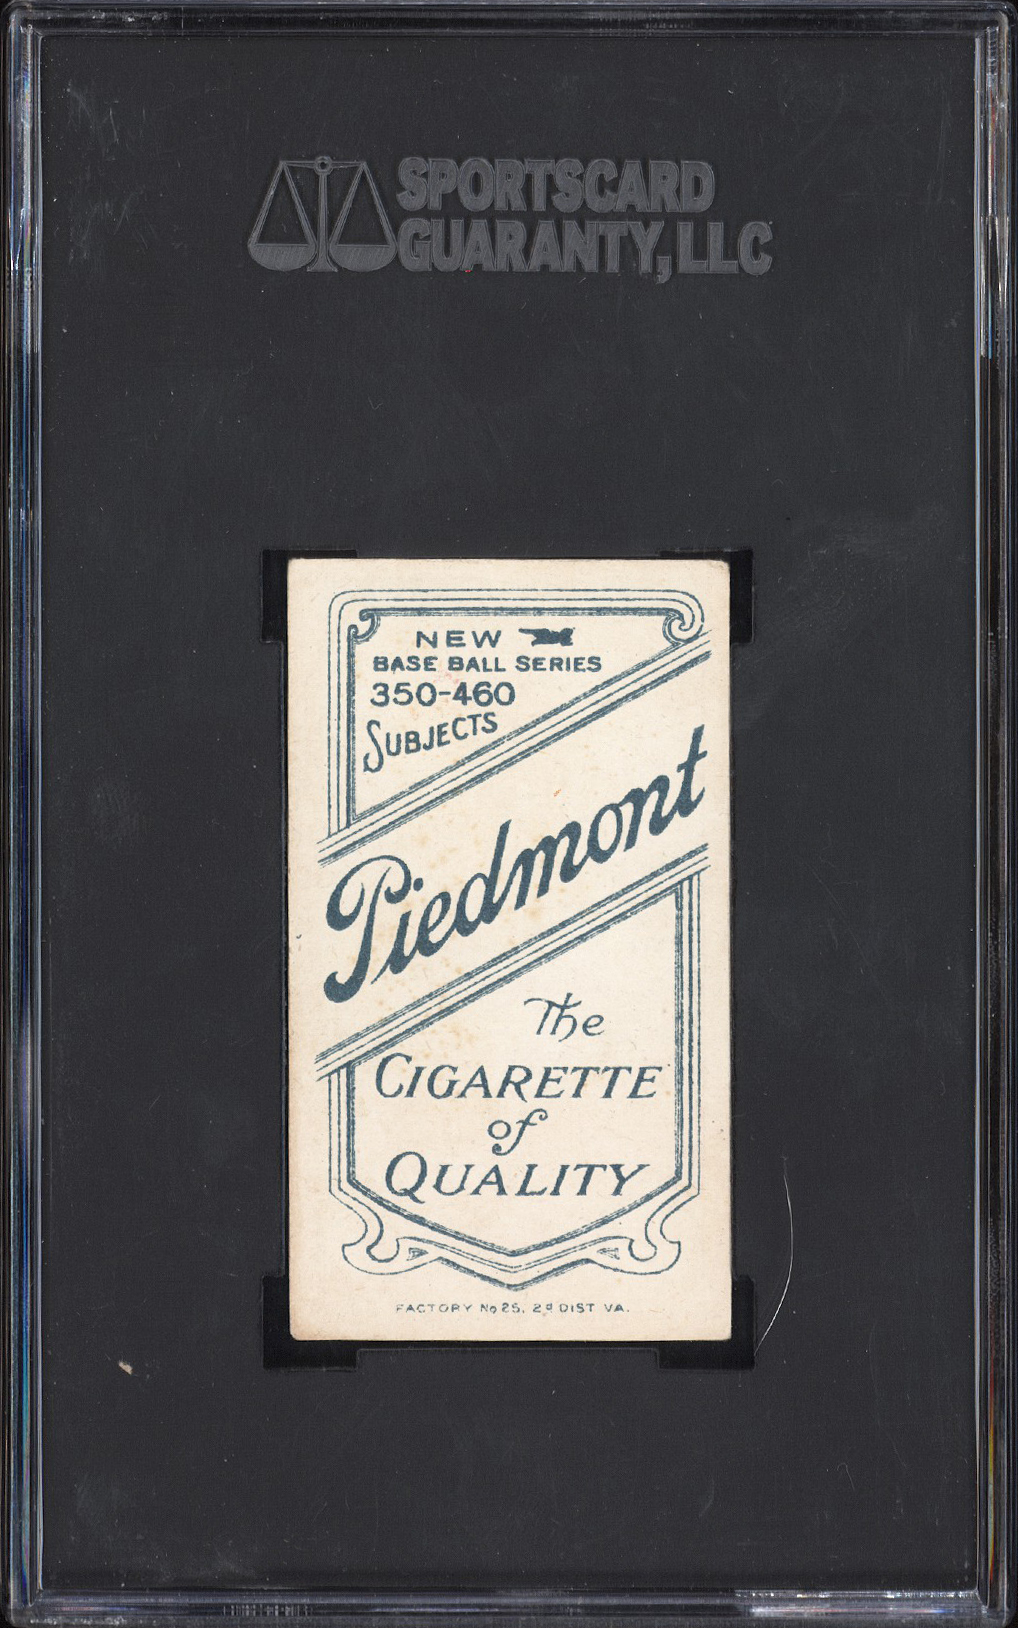 SPORTSCARD
GUARANTY, LLC
NEW
BASE BALL SERIES
350-460
SUBJECTS
Piedmont
The
CIGARETTE
of
QUALITY
FACTORY No 25, 2d DIST VA.